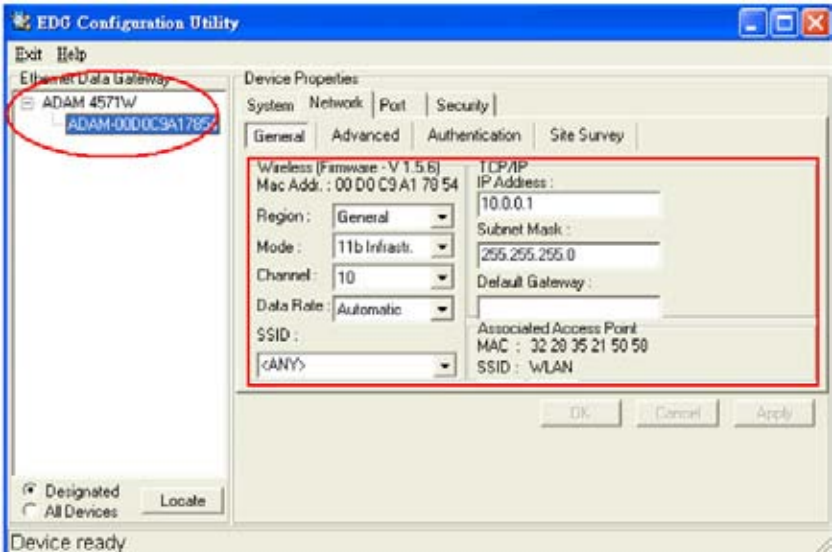 EDG Configuration Utility
Exit Help
Ethernet Data Gateway
ADAM 4571W
ADAM-00D0C9A17854
Designated
All Devices
Locate
Device Properties
System Network Port Security
General Advanced Authentication Site Survey
Wireless (Firmware - V 1.5.6)
Mac Addr. : 00 D0 C9 A1 78 54
Region : General
Mode : 11b Infrastr.
Channel : 10
Data Rate : Automatic
SSID :
<ANY>
TCP/IP
IP Address :
10.0.0.1
Subnet Mask :
255.255.255.0
Default Gateway :
Associated Access Point
MAC : 32 28 35 21 50 58
SSID : WLAN
OK Cancel Apply
Device ready